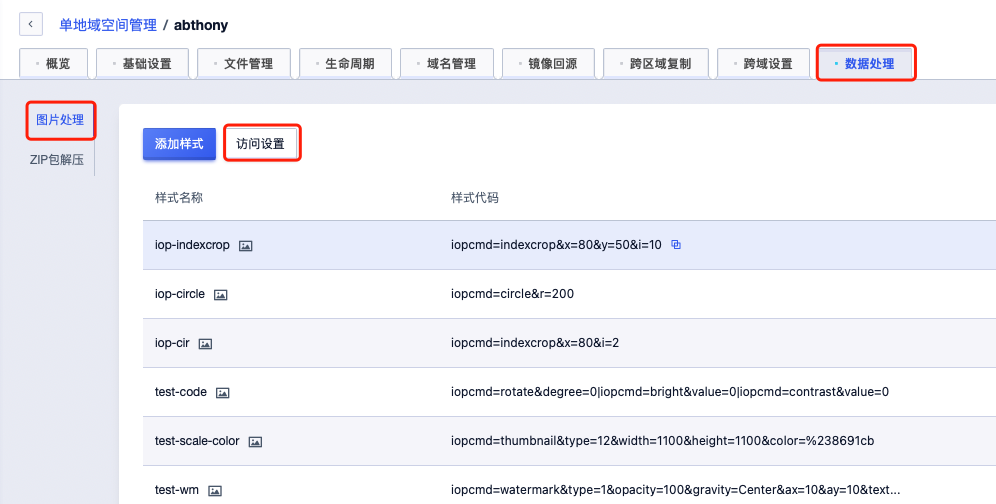 单地域空间管理 / abthony
概览 基础设置 文件管理 生命周期 域名管理 镜像回源 跨区域复制 跨域设置 数据处理
图片处理
ZIP包解压
添加样式 访问设置
样式名称 样式代码
iop-indexcrop iopcmd=indexcrop&x=80&y=50&i=10
iop-circle iopcmd=circle&r=200
iop-cir iopcmd=indexcrop&x=80&i=2
test-code iopcmd=rotate&degree=0|iopcmd=bright&value=0|iopcmd=contrast&value=0
test-scale-color iopcmd=thumbnail&type=12&width=1100&height=1100&color=%238691cb
test-wm iopcmd=watermark&type=1&opacity=100&gravity=Center&ax=10&ay=10&text...